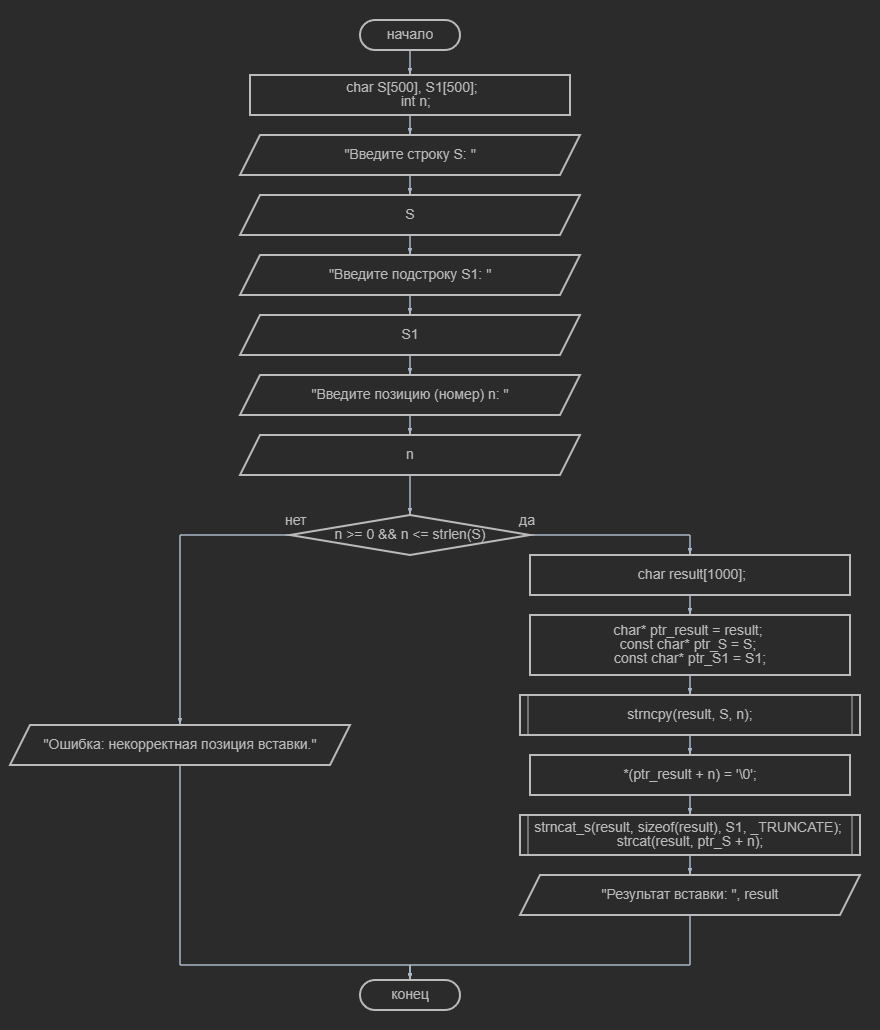 начало
char S[500], S1[500];
int n;
"Введите строку S: "
S
"Введите подстроку S1: "
S1
"Введите позицию (номер) n: "
n
нет
да
n >= 0 && n <= strlen(S)
char result[1000];
char* ptr_result = result;
const char* ptr_S = S;
const char* ptr_S1 = S1;
strncpy(result, S, n);
"Ошибка: некорректная позиция вставки."
*(ptr_result + n) = '\0';
strncat_s(result, sizeof(result), S1, _TRUNCATE);
strcat(result, ptr_S + n);
"Результат вставки: ", result
конец